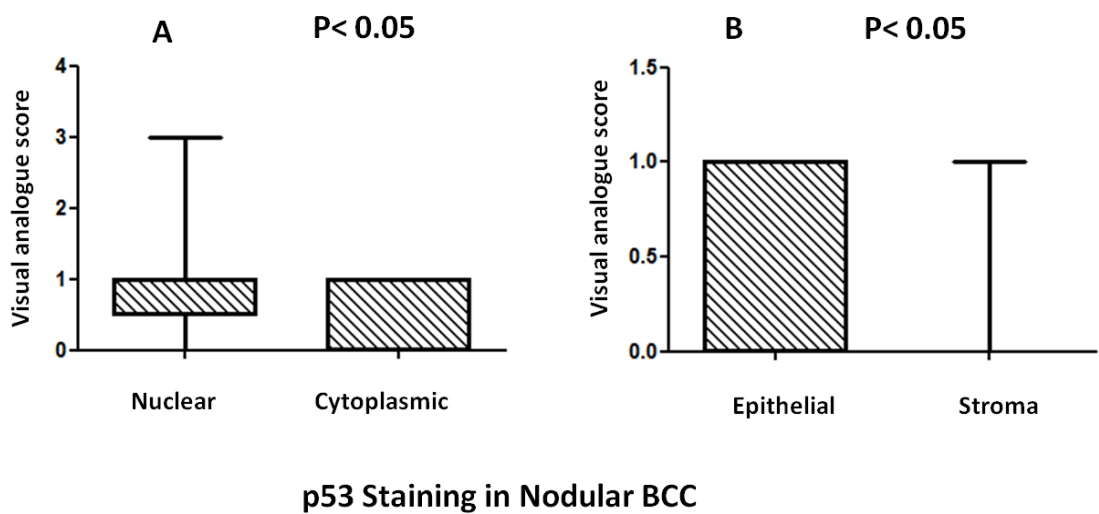 A
P< 0.05
Visual analogue score
4
3
2
1
0
Nuclear
Cytoplasmic
B
P< 0.05
Visual analogue score
1.5
1.0
0.5
0.0
Epithelial
Stroma
p53 Staining in Nodular BCC